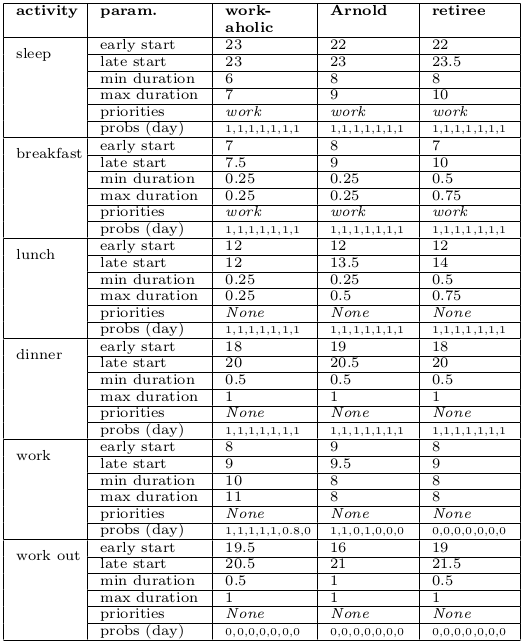 activity param. work- Arnold retiree
aholic
sleep early start 23 22 22
late start 23 23 23.5
min duration 6 8 8
max duration 7 9 10
priorities work work work
probs (day) 1,1,1,1,1,1,1 1,1,1,1,1,1,1 1,1,1,1,1,1,1
breakfast early start 7 8 7
late start 7.5 9 10
min duration 0.25 0.25 0.5
max duration 0.25 0.25 0.75
priorities work work work
probs (day) 1,1,1,1,1,1,1 1,1,1,1,1,1,1 1,1,1,1,1,1,1
lunch early start 12 12 12
late start 12 13.5 14
min duration 0.25 0.25 0.5
max duration 0.25 0.5 0.75
priorities None None None
probs (day) 1,1,1,1,1,1,1 1,1,1,1,1,1,1 1,1,1,1,1,1,1
dinner early start 18 19 18
late start 20 20.5 20
min duration 0.5 0.5 0.5
max duration 1 1 1
priorities None None None
probs (day) 1,1,1,1,1,1,1 1,1,1,1,1,1,1 1,1,1,1,1,1,1
work early start 8 9 8
late start 9 9.5 9
min duration 10 8 8
max duration 11 8 8
priorities None None None
probs (day) 1,1,1,1,1,0.8,0 1,1,0,1,0,0,0 0,0,0,0,0,0,0
work out early start 19.5 16 19
late start 20.5 21 21.5
min duration 0.5 1 0.5
max duration 1 1 1
priorities None None None
probs (day) 0,0,0,0,0,0,0 0,0,0,0,0,0,0 0,0,0,0,0,0,0